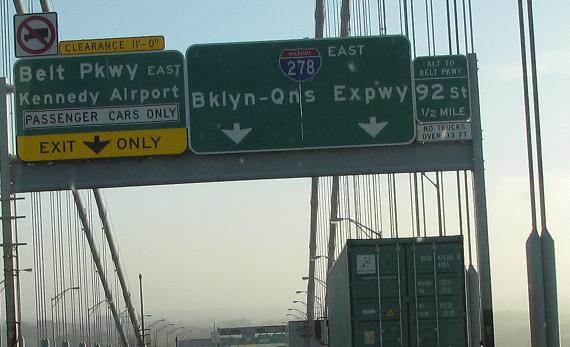 CLEARANCE 11'-0"
Belt Pkwy EAST
Kennedy Airport
PASSENGER CARS ONLY
EXIT ONLY
INTERSTATE
278
EAST
Bklyn-Qns Expwy
ALT TO
BELT PKWY
92 St
1/2 MILE
NO TRUCKS
OVER 33 FT